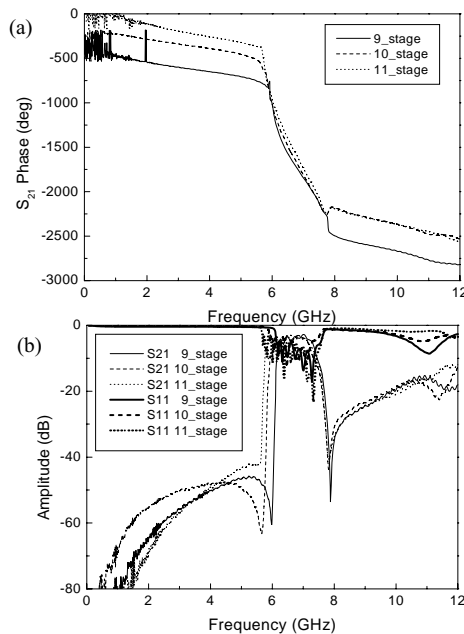 (a)
0
-500
-1000
-1500
-2000
-2500
-3000
S21 Phase (deg)
9_stage
10_stage
11_stage
0 2 4 6 8 10 12
Frequency (GHz)
(b)
0
-20
-40
-60
-80
Amplitude (dB)
S21 9_stage
S21 10_stage
S21 11_stage
S11 9_stage
S11 10_stage
S11 11_stage
0 2 4 6 8 10 12
Frequency (GHz)